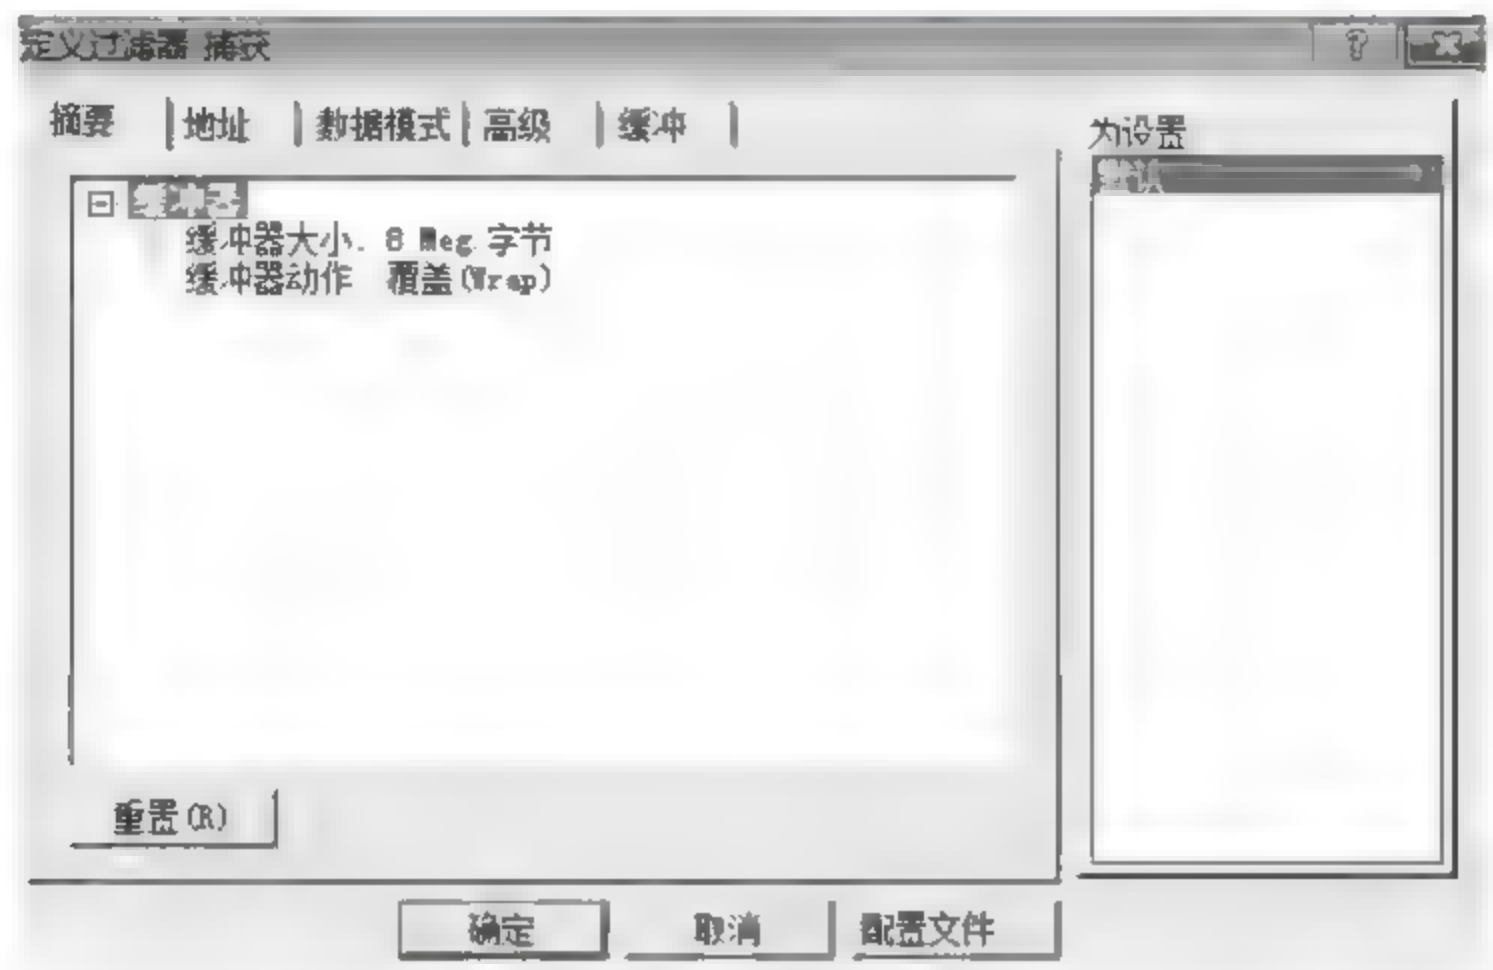 定义过滤器 捕获
摘要 地址 数据模式 高级 缓冲
为设置
默认
缓冲器
缓冲器大小. 8 Meg 字节
缓冲器动作 覆盖(Wrap)
重置(R)
确定 取消 配置文件